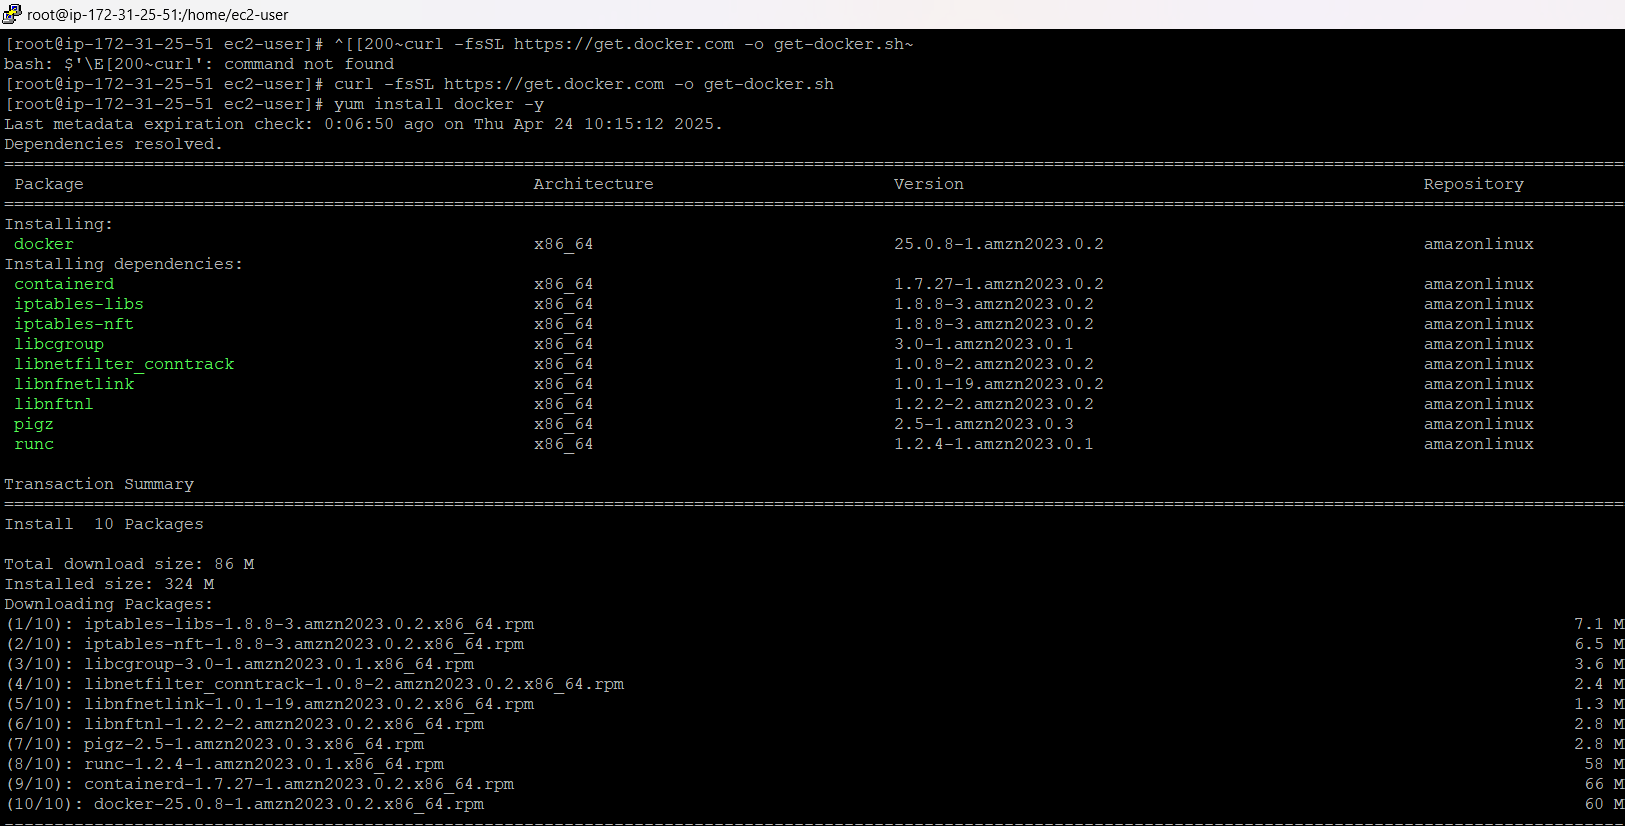 root@ip-172-31-25-51:/home/ec2-user
[root@ip-172-31-25-51 ec2-user]# ^[[200~curl -fsSL https://get.docker.com -o get-docker.sh~
bash: $'\E[200~curl': command not found
[root@ip-172-31-25-51 ec2-user]# curl -fsSL https://get.docker.com -o get-docker.sh
[root@ip-172-31-25-51 ec2-user]# yum install docker -y
Last metadata expiration check: 0:06:50 ago on Thu Apr 24 10:15:12 2025.
Dependencies resolved.
Package Architecture Version Repository
Installing:
docker x86_64 25.0.8-1.amzn2023.0.2 amazonlinux
Installing dependencies:
containerd x86_64 1.7.27-1.amzn2023.0.2 amazonlinux
iptables-libs x86_64 1.8.8-3.amzn2023.0.2 amazonlinux
iptables-nft x86_64 1.8.8-3.amzn2023.0.2 amazonlinux
libcgroup x86_64 3.0-1.amzn2023.0.1 amazonlinux
libnetfilter_conntrack x86_64 1.0.8-2.amzn2023.0.2 amazonlinux
libnfnetlink x86_64 1.0.1-19.amzn2023.0.2 amazonlinux
libnftnl x86_64 1.2.2-2.amzn2023.0.2 amazonlinux
pigz x86_64 2.5-1.amzn2023.0.3 amazonlinux
runc x86_64 1.2.4-1.amzn2023.0.1 amazonlinux
Transaction Summary
Install 10 Packages
Total download size: 86 M
Installed size: 324 M
Downloading Packages:
(1/10): iptables-libs-1.8.8-3.amzn2023.0.2.x86_64.rpm 7.1 M
(2/10): iptables-nft-1.8.8-3.amzn2023.0.2.x86_64.rpm 6.5 M
(3/10): libcgroup-3.0-1.amzn2023.0.1.x86_64.rpm 3.6 M
(4/10): libnetfilter_conntrack-1.0.8-2.amzn2023.0.2.x86_64.rpm 2.4 M
(5/10): libnfnetlink-1.0.1-19.amzn2023.0.2.x86_64.rpm 1.3 M
(6/10): libnftnl-1.2.2-2.amzn2023.0.2.x86_64.rpm 2.8 M
(7/10): pigz-2.5-1.amzn2023.0.3.x86_64.rpm 2.8 M
(8/10): runc-1.2.4-1.amzn2023.0.1.x86_64.rpm 58 M
(9/10): containerd-1.7.27-1.amzn2023.0.2.x86_64.rpm 66 M
(10/10): docker-25.0.8-1.amzn2023.0.2.x86_64.rpm 60 M